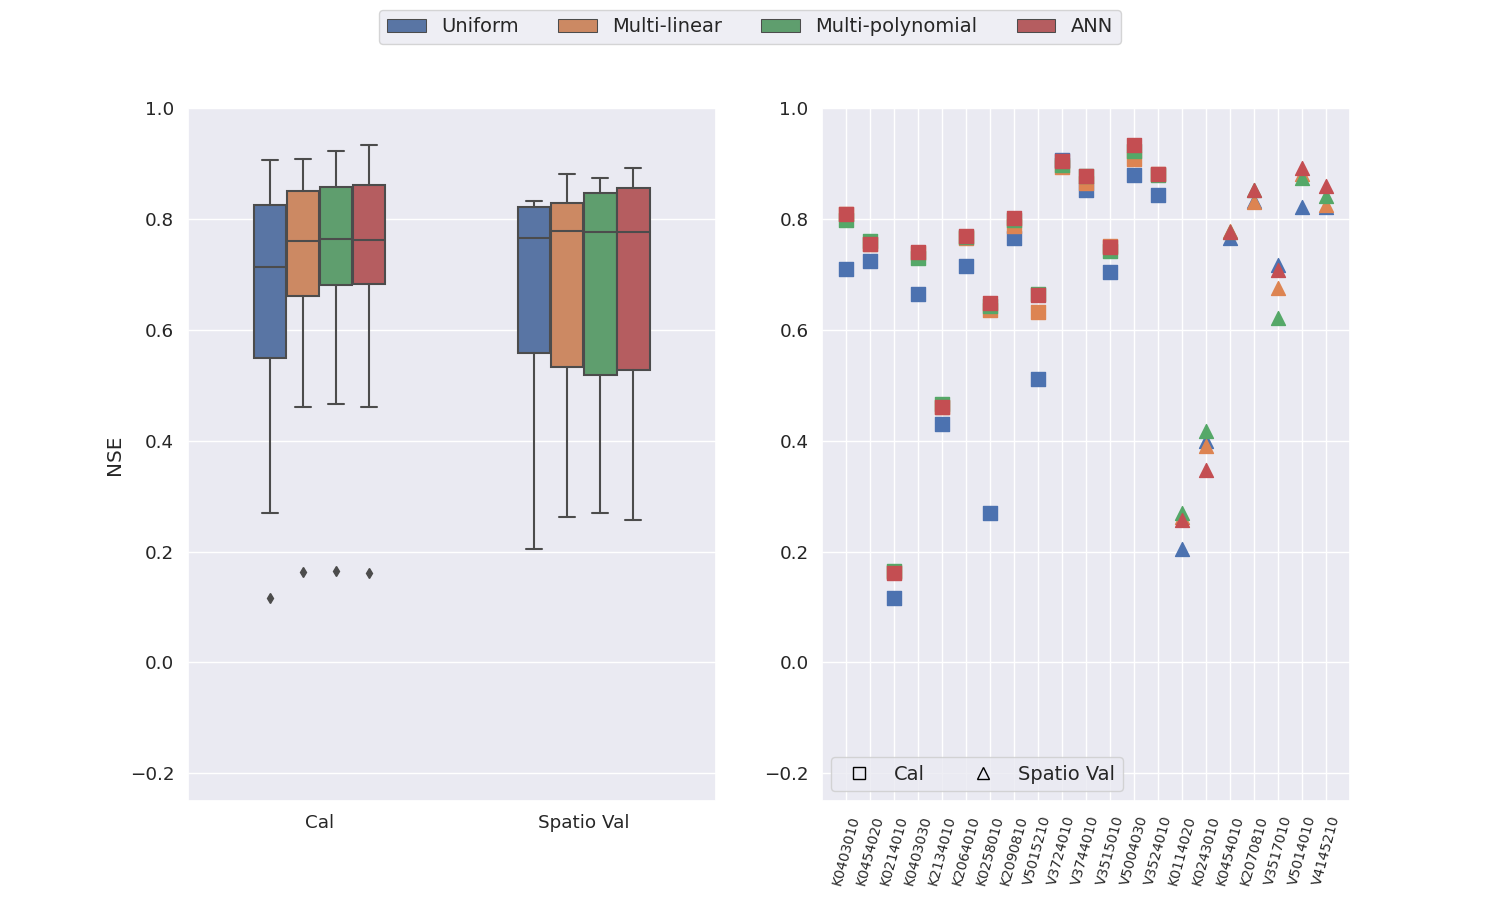 Uniform Multi-linear Multi-polynomial ANN
1.0
0.8
0.6
0.4
0.2
0.0
−0.2
NSE
Cal Spatio Val
1.0
0.8
0.6
0.4
0.2
0.0
−0.2
Cal Spatio Val
K0403010
K0454020
K0214010
K0403030
K2134010
K2064010
K0258010
K2090810
V5015210
V3724010
V3744010
V3515010
V5004030
V3524010
K0114020
K0243010
K0454010
K2070810
V3517010
V5014010
V4145210